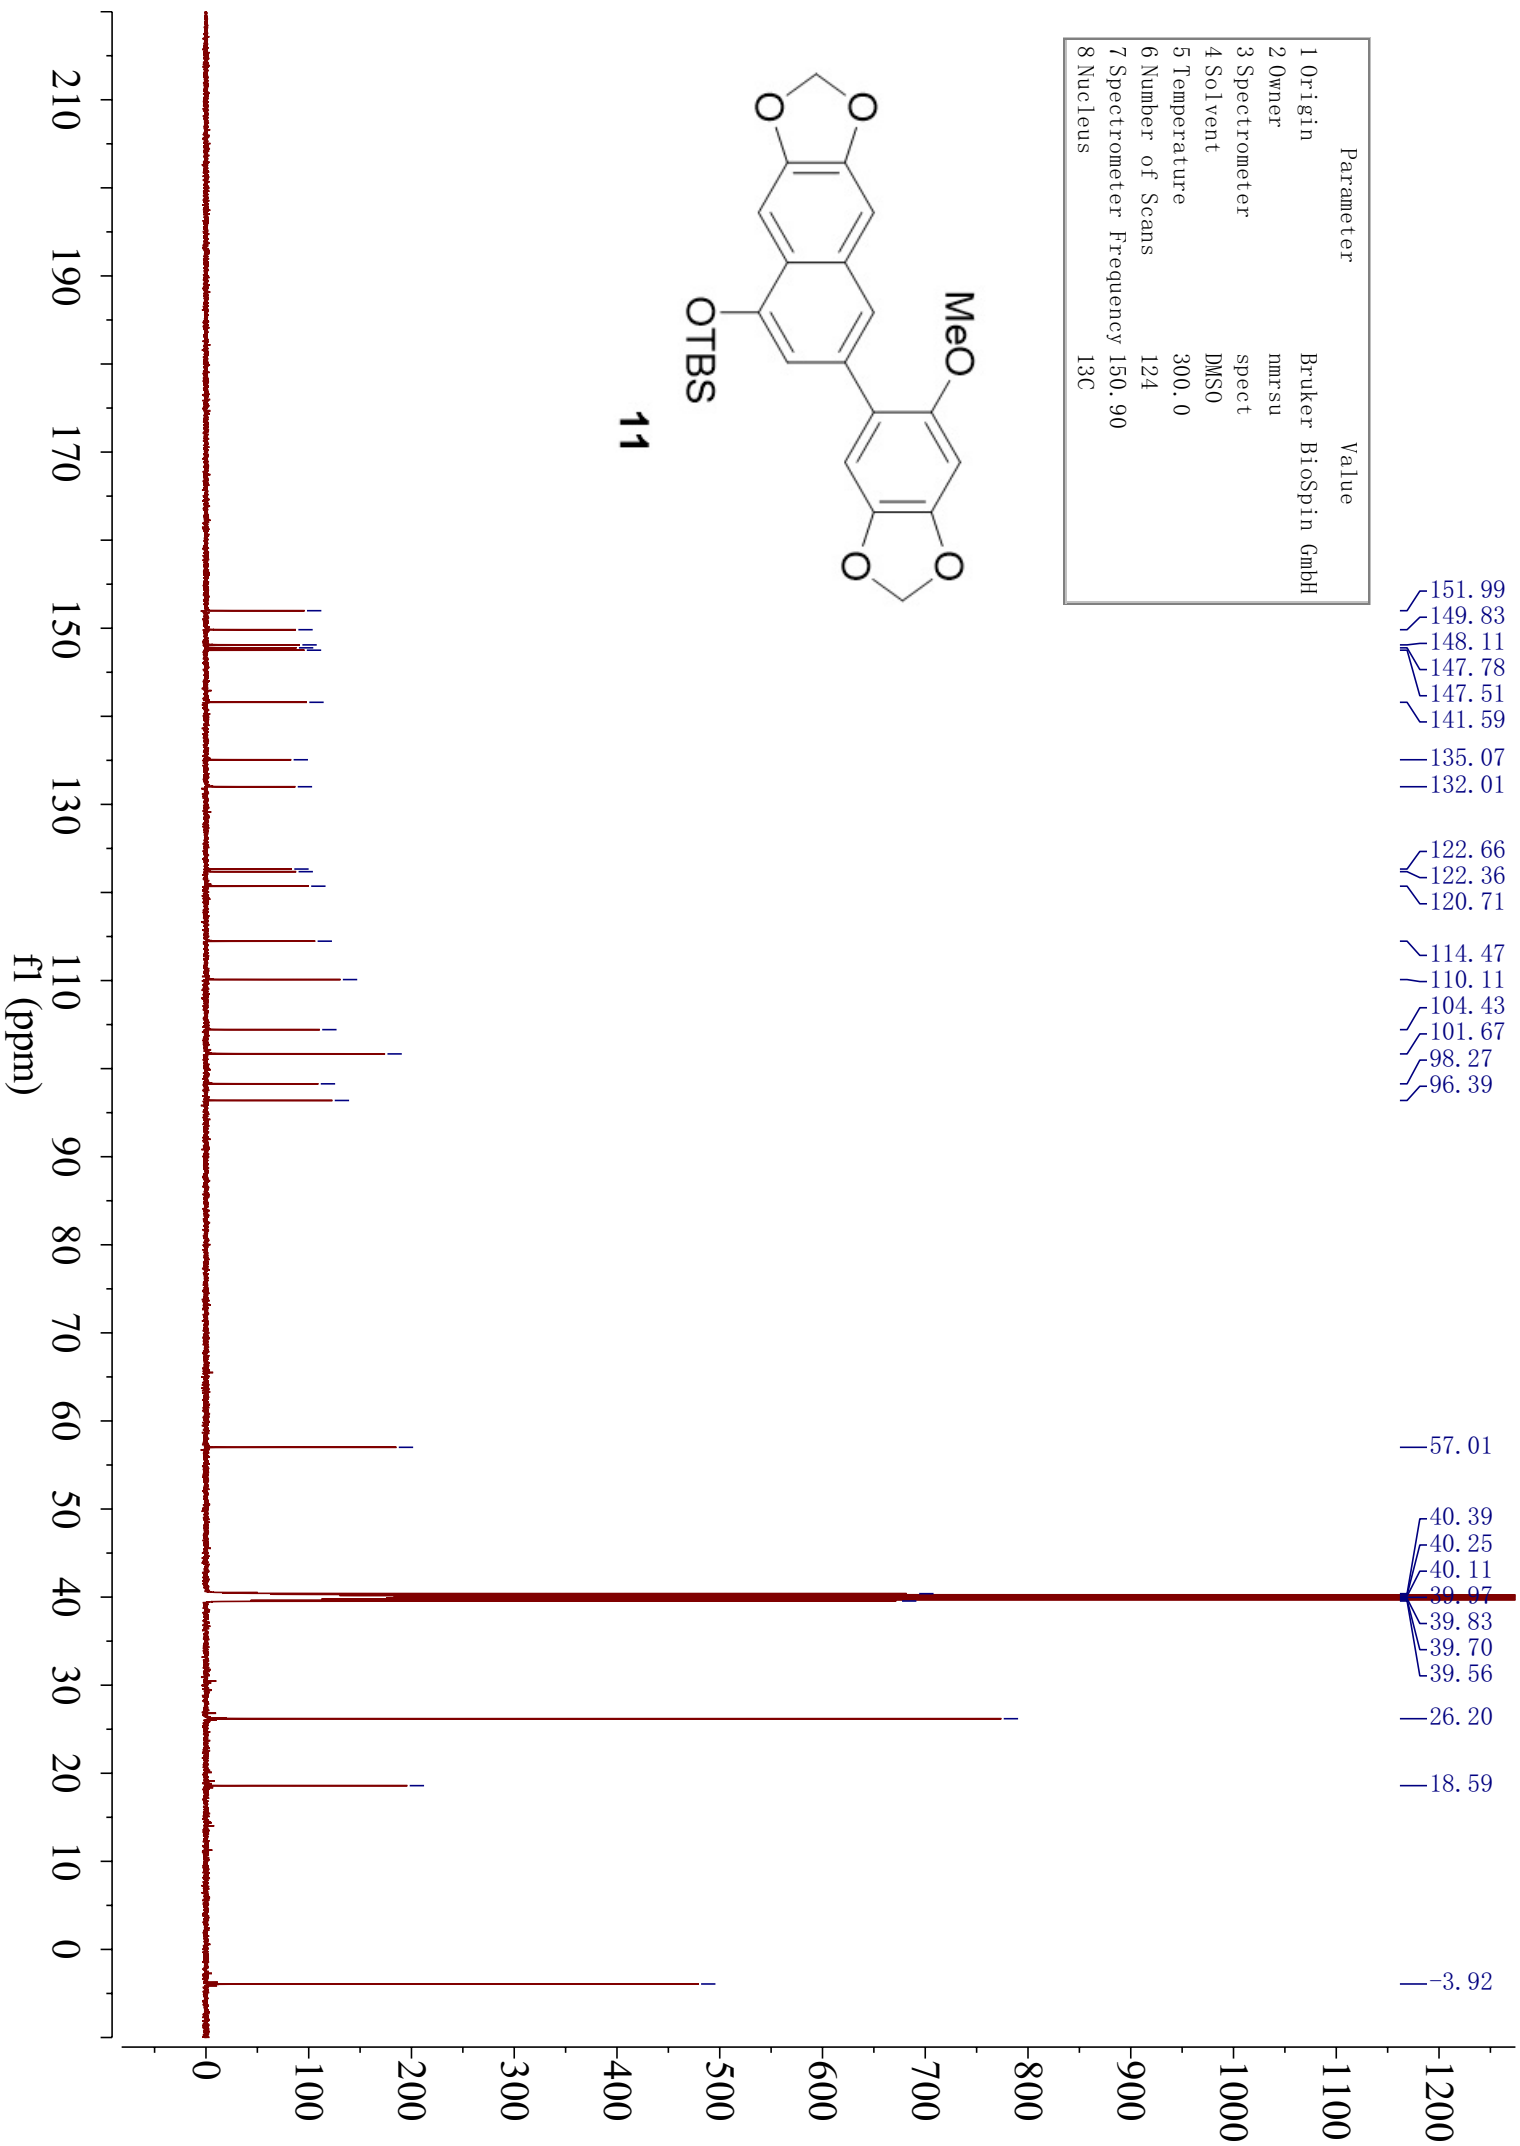 Parameter Value
1 Origin Bruker BioSpin GmbH
2 Owner nmrsu
3 Spectrometer spect
4 Solvent DMSO
5 Temperature 300.0
6 Number of Scans 124
7 Spectrometer Frequency 150.90
8 Nucleus 13C
MeO
O
O
O
O
OTBS
11
151.99
149.83
148.11
147.78
147.51
141.59
135.07
132.01
122.66
122.36
120.71
114.47
110.11
104.43
101.67
98.27
96.39
57.01
40.39
40.25
40.11
39.97
39.83
39.70
39.56
26.20
18.59
-3.92
1200
1100
1000
900
800
700
600
500
400
300
200
100
0
210 190 170 150 130 110 90 80 70 60 50 40 30 20 10 0
f1 (ppm)